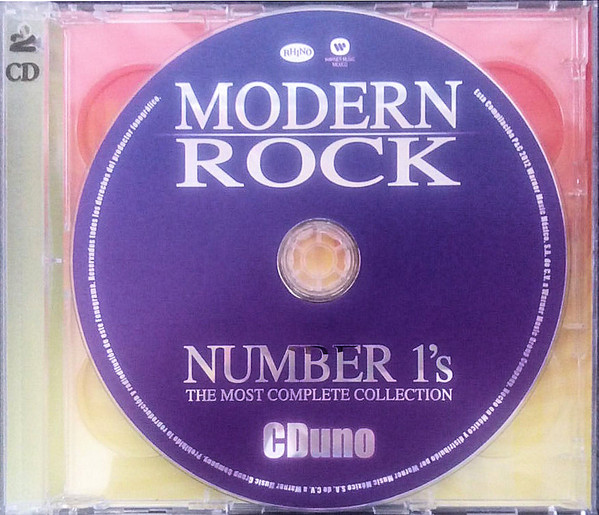 2
CD
RHINO
WARNER MUSIC
MEXICO
MODERN
ROCK
NUMBER 1's
THE MOST COMPLETE COLLECTION
CDuno
Esta Compilación P&C 2012 Warner Music México, S.A. de C.V. a Warner Music Group Company. Hecho en México y distribuido por Warner Music México S.A. de C.V. a Warner Music Group Company. Prohibida la reproducción y radiodifusión de este fonograma. Reservados todos los derechos del productor fonográfico.